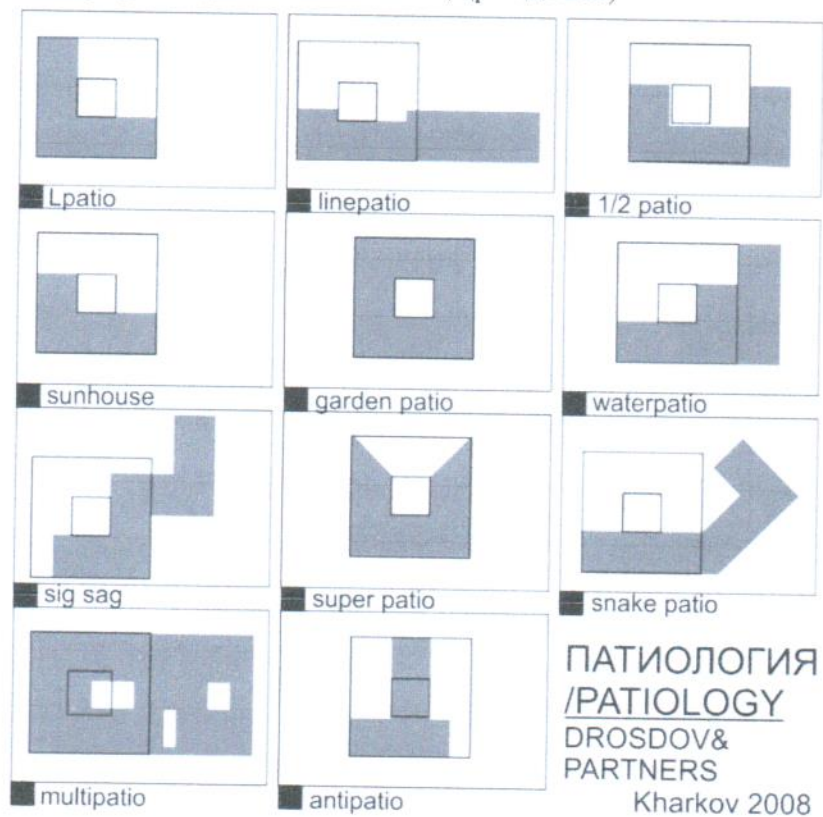 Lpatio
linepatio
1/2 patio
sunhouse
garden patio
waterpatio
sig sag
super patio
snake patio
multipatio
antipatio
ПАТИОЛОГИЯ
/PATIOLOGY
DROSDOV&
PARTNERS
Kharkov 2008